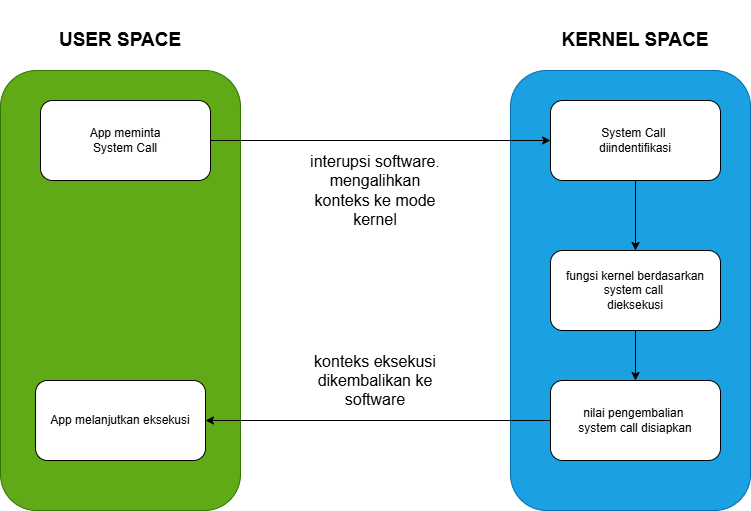 USER SPACE
KERNEL SPACE
App meminta
System Call
interupsi software.
mengalihkan
konteks ke mode
kernel
System Call
diindentifikasi
fungsi kernel berdasarkan
system call
dieksekusi
nilai pengembalian
system call disiapkan
konteks eksekusi
dikembalikan ke
software
App melanjutkan eksekusi